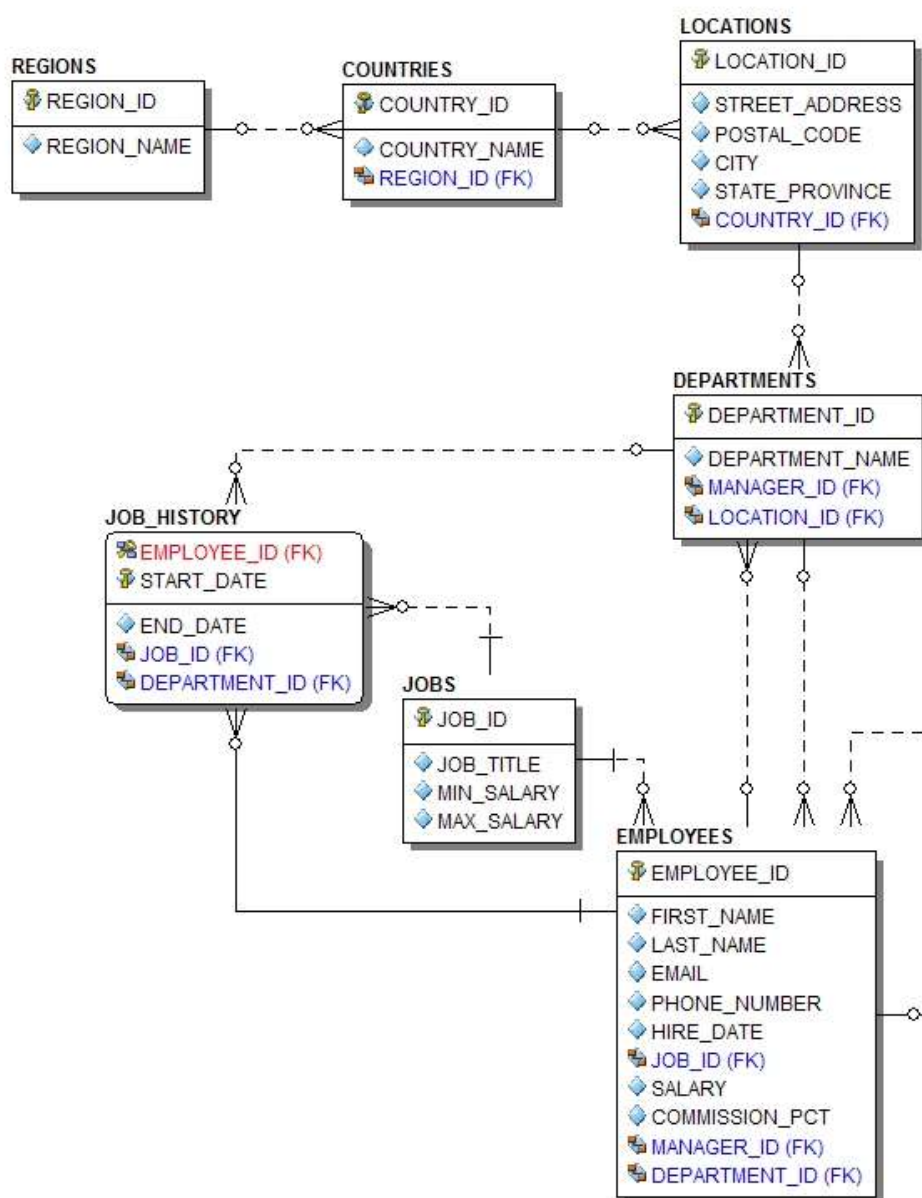 REGIONS
REGION_ID
REGION_NAME
COUNTRIES
COUNTRY_ID
COUNTRY_NAME
REGION_ID (FK)
LOCATIONS
LOCATION_ID
STREET_ADDRESS
POSTAL_CODE
CITY
STATE_PROVINCE
COUNTRY_ID (FK)
DEPARTMENTS
DEPARTMENT_ID
DEPARTMENT_NAME
MANAGER_ID (FK)
LOCATION_ID (FK)
JOB_HISTORY
EMPLOYEE_ID (FK)
START_DATE
END_DATE
JOB_ID (FK)
DEPARTMENT_ID (FK)
JOBS
JOB_ID
JOB_TITLE
MIN_SALARY
MAX_SALARY
EMPLOYEES
EMPLOYEE_ID
FIRST_NAME
LAST_NAME
EMAIL
PHONE_NUMBER
HIRE_DATE
JOB_ID (FK)
SALARY
COMMISSION_PCT
MANAGER_ID (FK)
DEPARTMENT_ID (FK)